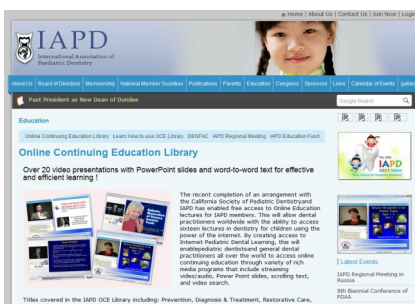 Home | About Us | Contact Us | Join Now | Login
IAPD
International Association of
Paediatric Dentistry
About Us Board of Directors Membership National Member Societies Publications Parents Education Congress Sponsors Links Calendar of Events
Past President as New Dean of Dundee
Google Search
Education
Online Continuing Education Library Learn How to use OCE Library DENFAC IAPD Regional Meeting IAPD Education Fund
Online Continuing Education Library
Over 20 video presentations with PowerPoint slides and word-to-word text for effective
and efficient learning !
The recent completion of an arrangement with
the California Society of Pediatric Dentistryand
IAPD has enabled free access to Online Education
lectures for IAPD members. This will allow dental
practitioners worldwide with the ability to access
sixteen lectures in dentistry for children using the
power of the internet. By creating access to
Internet Pediatric Dental Learning, this will
enablepediatric dentistsand general dental
practitioners all over the world to access online
continuing education through variety of rich
media programs that include streaming
video/audio, Power Point slides, scrolling text,
and video search.
Titles covered in the IAPD OCE Library including: Prevention, Diagnosis & Treatment, Restorative Care,
IAPD
Latest Events
IAPD Regional Meeting in
Russia
8th Biennial Conference of
PDAA